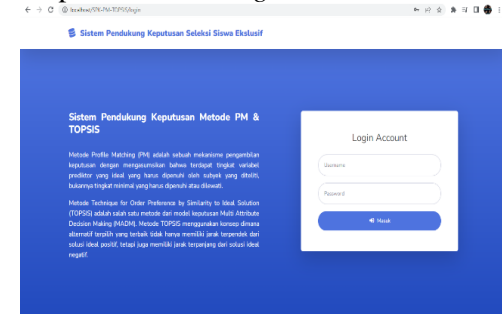 localhost/SPK-PM-TOPSIS/login
Sistem Pendukung Keputusan Seleksi Siswa Ekslusif
Sistem Pendukung Keputusan Metode PM &
TOPSIS
Metode Profile Matching (PM) adalah sebuah mekanisme pengambilan
keputusan dengan mengasumsikan bahwa terdapat tingkat variabel
prediktor yang ideal yang harus dipenuhi oleh subyek yang diteliti,
bukannya tingkat minimal yang harus dipenuhi atau dilewati.
Metode Technique for Order Preference by Similarity to Ideal Solution
(TOPSIS) adalah salah satu metode dari model keputusan Multi Attribute
Decision Making (MADM). Metode TOPSIS menggunakan konsep dimana
alternatif terpilih yang terbaik tidak hanya memiliki jarak terpendek dari
solusi ideal positif, tetapi juga memiliki jarak terpanjang dari solusi ideal
negatif.
Login Account
Username
Password
Masuk